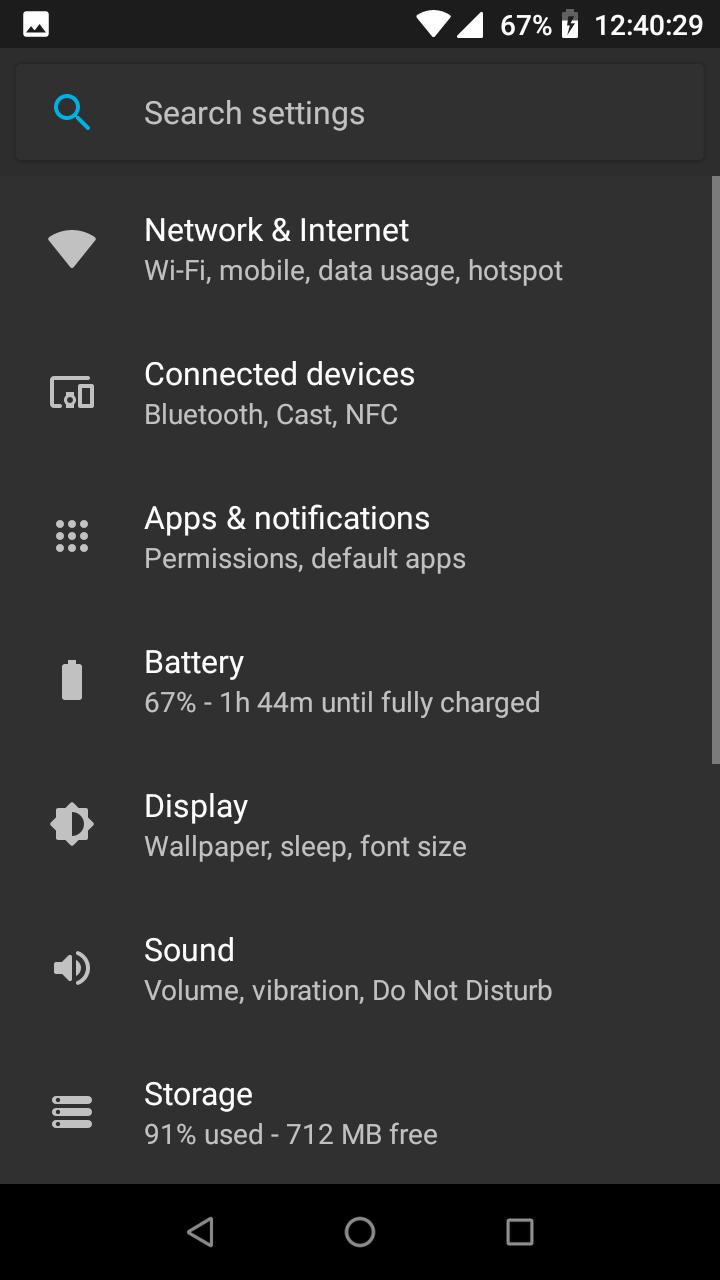 67% 12:40:29
Search settings
Network & Internet
Wi-Fi, mobile, data usage, hotspot
Connected devices
Bluetooth, Cast, NFC
Apps & notifications
Permissions, default apps
Battery
67% - 1h 44m until fully charged
Display
Wallpaper, sleep, font size
Sound
Volume, vibration, Do Not Disturb
Storage
91% used - 712 MB free